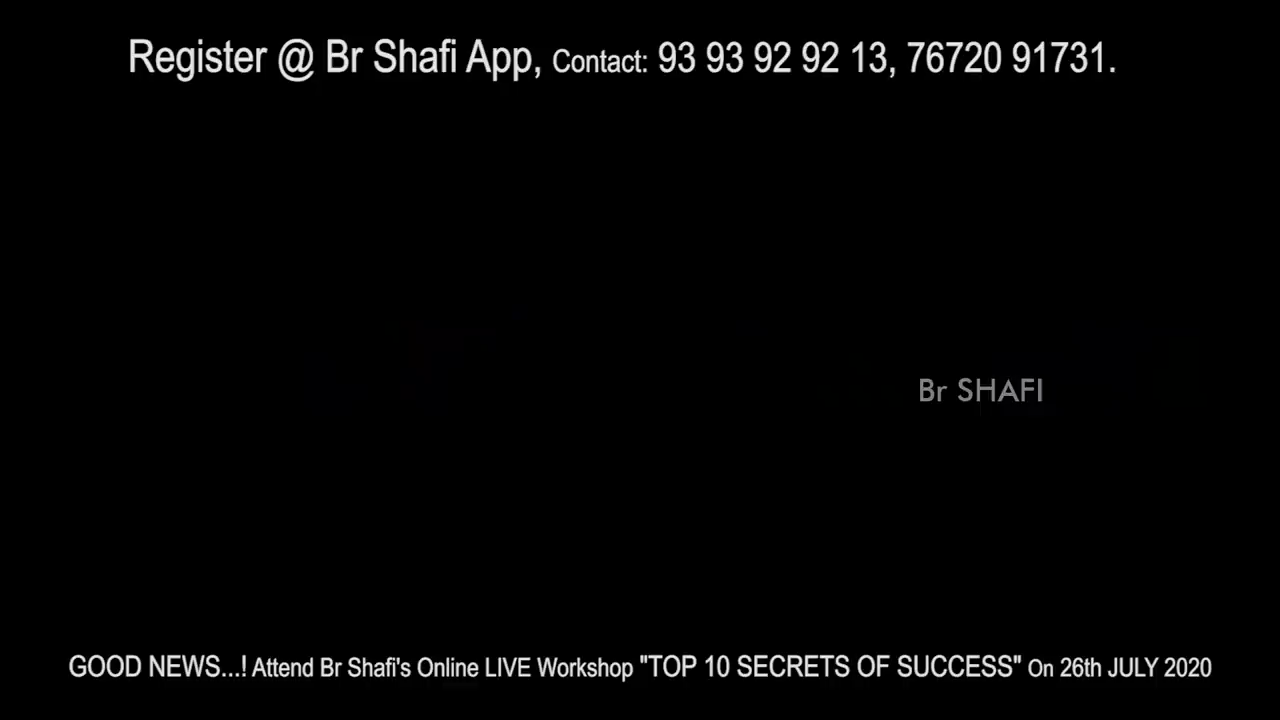 Register @ Br Shafi App, Contact: 93 93 92 92 13, 76720 91731.
Br SHAFI
GOOD NEWS...! Attend Br Shafi's Online LIVE Workshop "TOP 10 SECRETS OF SUCCESS" On 26th JULY 2020